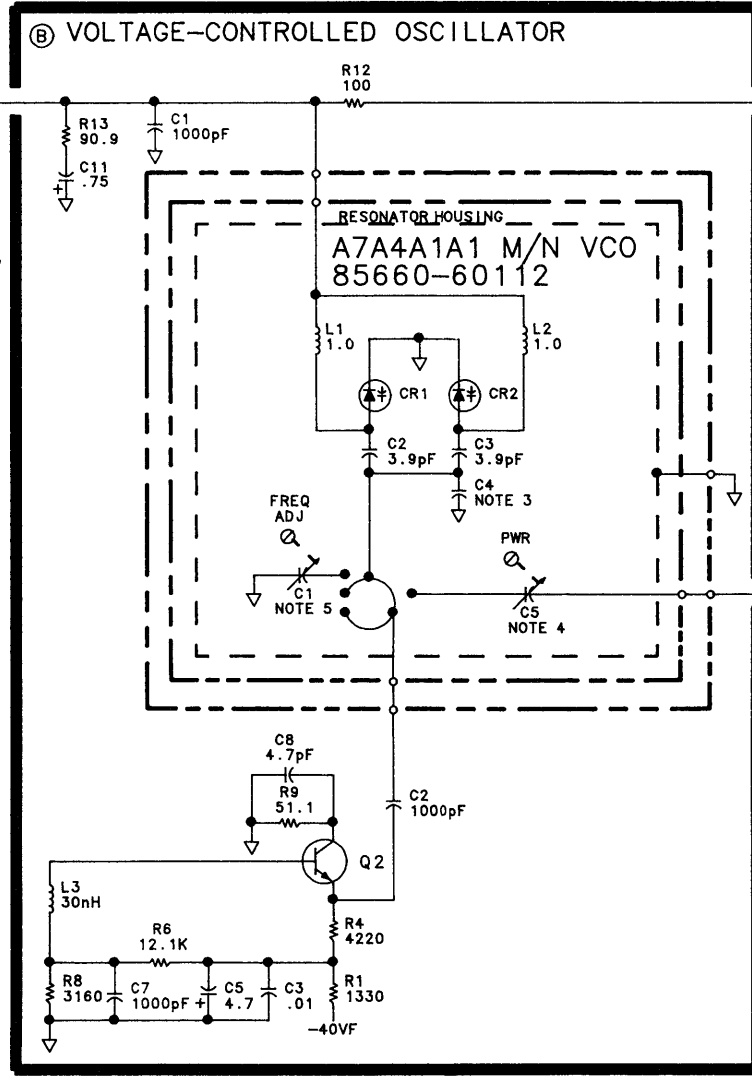 B VOLTAGE-CONTROLLED OSCILLATOR
R12
100
R13
90.9
C1
1000pF
C11
+ .75
RESONATOR HOUSING
A7A4A1A1 M/N VCO
85660-60112
L1
1.0
L2
1.0
CR1
CR2
C2
3.9pF
C3
3.9pF
C4
NOTE 3
FREQ
ADJ
PWR
C1
NOTE 5
C5
NOTE 4
C8
4.7pF
R9
51.1
C2
1000pF
Q2
L3
30nH
R4
4220
R6
12.1K
R8
3160
C7
1000pF
C5
+ 4.7
C3
.01
R1
1330
-40VF